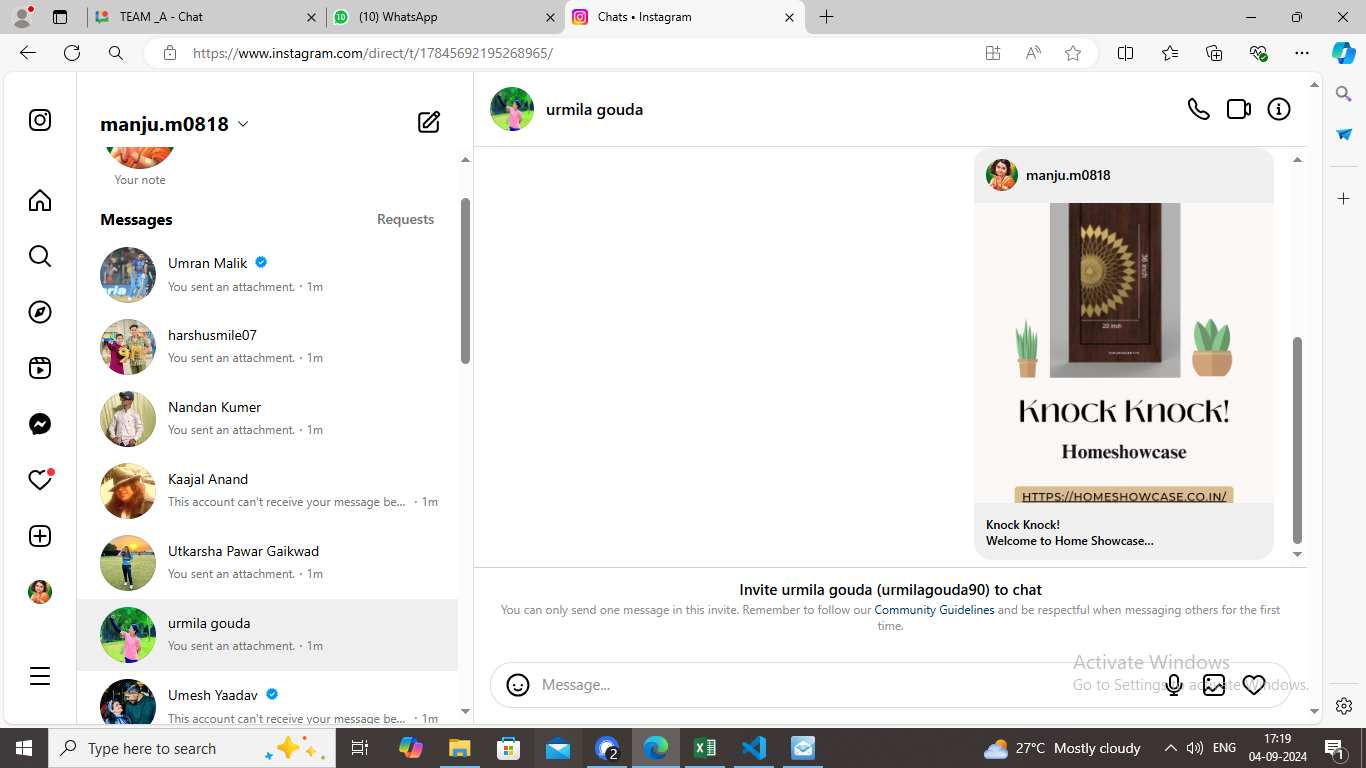 TEAM _A - Chat
(10) WhatsApp
Chats • Instagram
https://www.instagram.com/direct/t/17845692195268965/
manju.m0818
Your note
Messages
Requests
Umran Malik
You sent an attachment. · 1m
harshusmile07
You sent an attachment. · 1m
Nandan Kumer
You sent an attachment. · 1m
Kaajal Anand
This account can't receive your message be... · 1m
Utkarsha Pawar Gaikwad
You sent an attachment. · 1m
urmila gouda
You sent an attachment. · 1m
Umesh Yaadav
This account can't receive your message be... · 1m
urmila gouda
manju.m0818
36 inch
20 inch
Knock Knock!
Homeshowcase
HTTPS://HOMESHOWCASE.CO.IN/
Knock Knock!
Welcome to Home Showcase...
Invite urmila gouda (urmilagouda90) to chat
You can only send one message in this invite. Remember to follow our Community Guidelines and be respectful when messaging others for the first
time.
Message...
Activate Windows
Go to Settings to activate Windows.
Type here to search
2
27°C Mostly cloudy
ENG
17:19
04-09-2024
1